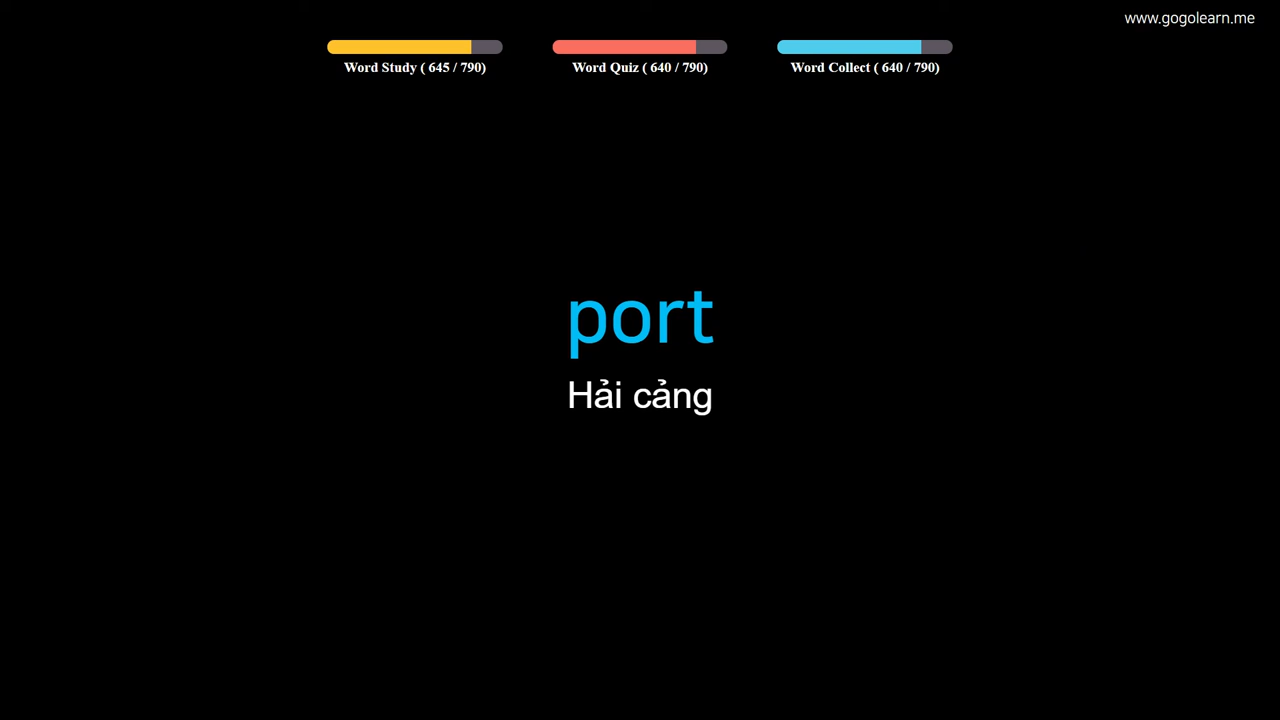 www.gogolearn.me
Word Study ( 645 / 790)
Word Quiz ( 640 / 790)
Word Collect ( 640 / 790)
port
Hải cảng